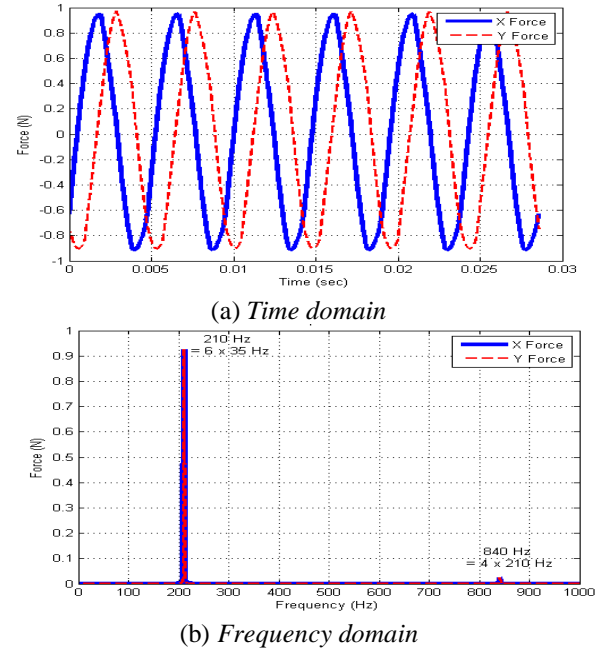 1
0.8
0.6
0.4
0.2
0
-0.2
-0.4
-0.6
-0.8
-1
Force (N)
X Force
Y Force
0 0.005 0.01 0.015 0.02 0.025 0.03
Time (sec)
(a) Time domain
1
0.9
0.8
0.7
0.6
0.5
0.4
0.3
0.2
0.1
0
Force (N)
210 Hz
= 6 x 35 Hz
X Force
Y Force
840 Hz
= 4 x 210 Hz
0 100 200 300 400 500 600 700 800 900 1000
Frequency (Hz)
(b) Frequency domain